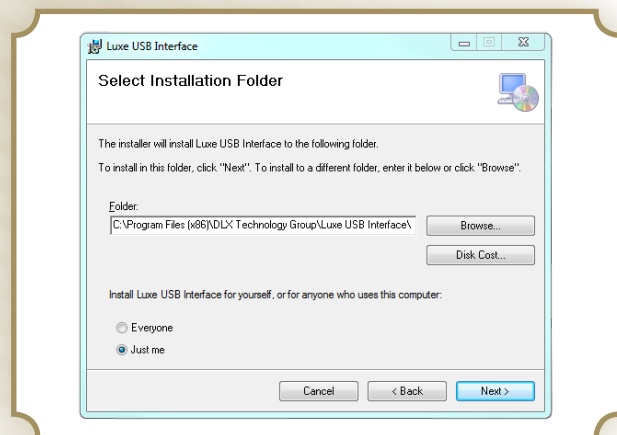 Luxe USB Interface
Select Installation Folder
The installer will install Luxe USB Interface to the following folder.
To install in this folder, click "Next". To install to a different folder, enter it below or click "Browse".
Folder:
C:\Program Files (x86)\DLX Technology Group\Luxe USB Interface\
Browse...
Disk Cost...
Install Luxe USB Interface for yourself, or for anyone who uses this computer:
Everyone
Just me
Cancel
< Back
Next >